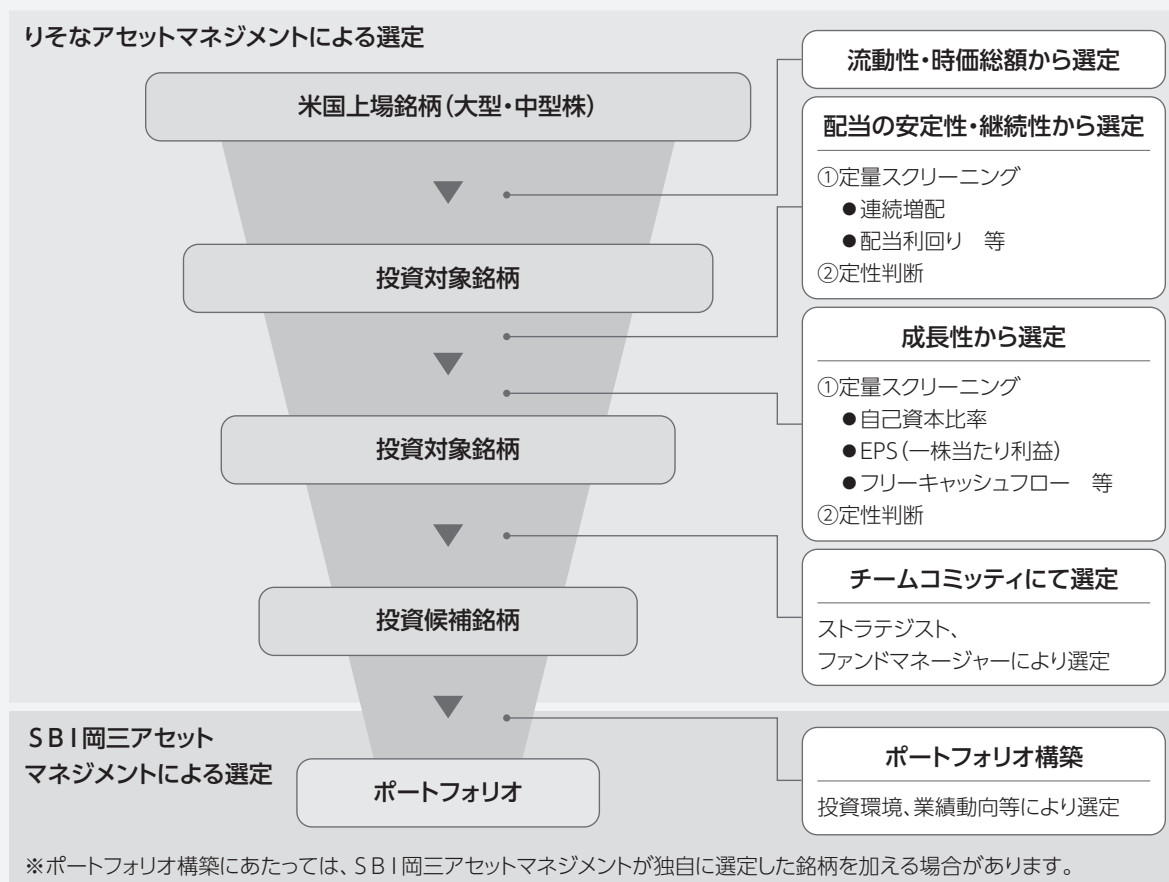 りそなアセットマネジメントによる選定
米国上場銘柄(大型・中型株)
投資対象銘柄
投資対象銘柄
投資候補銘柄
流動性・時価総額から選定
配当の安定性・継続性から選定
①定量スクリーニング
●連続増配
●配当利回り　等
②定性判断
成長性から選定
①定量スクリーニング
●自己資本比率
●EPS(一株当たり利益)
●フリーキャッシュフロー　等
②定性判断
チームコミッティにて選定
ストラテジスト、
ファンドマネージャーにより選定
ＳＢＩ岡三アセット
マネジメントによる選定
ポートフォリオ
ポートフォリオ構築
投資環境、業績動向等により選定
※ポートフォリオ構築にあたっては、ＳＢＩ岡三アセットマネジメントが独自に選定した銘柄を加える場合があります。